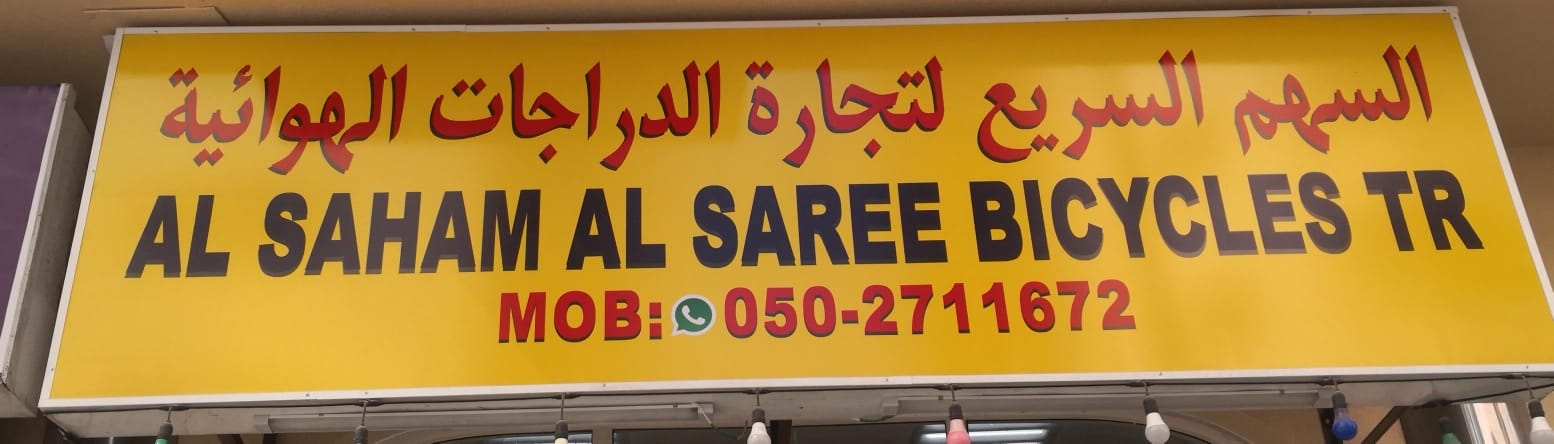 السهم السريع لتجارة الدراجات الهوائية
AL SAHAM AL SAREE BICYCLES TR
MOB: 050-2711672